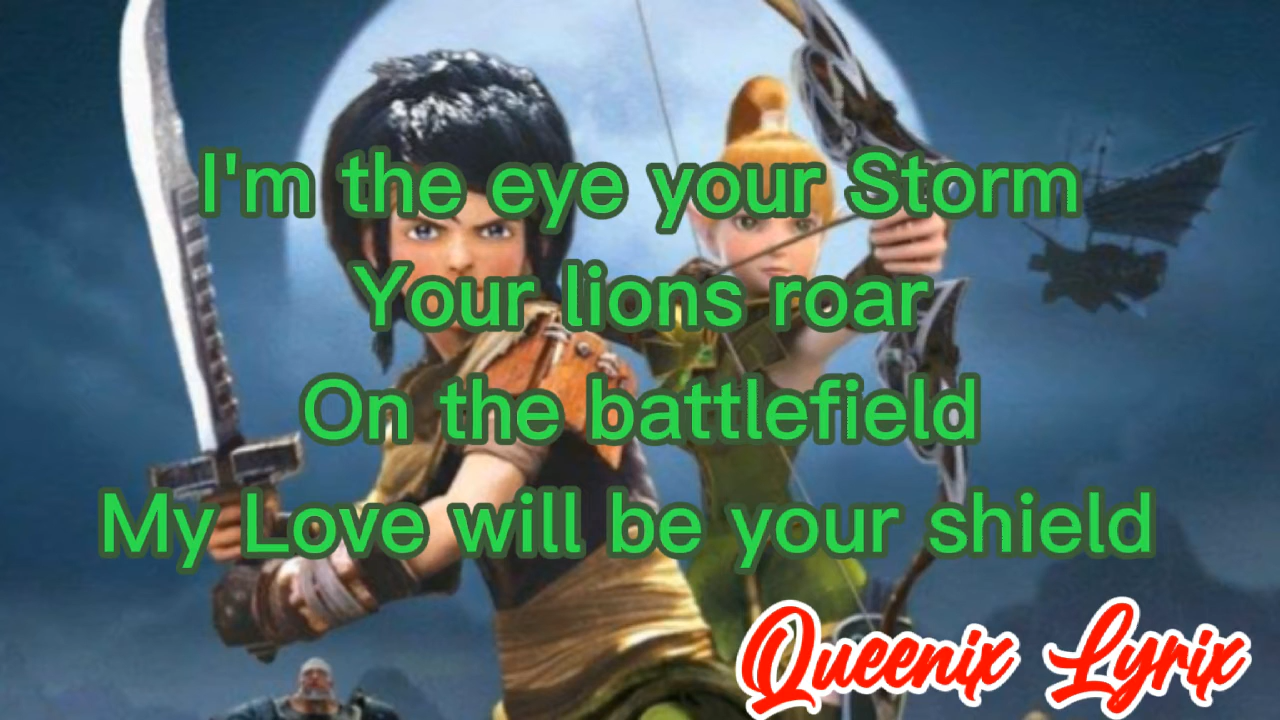 I'm the eye your Storm
Your lions roar
On the battlefield
My Love will be your shield
Queenix Lyrix